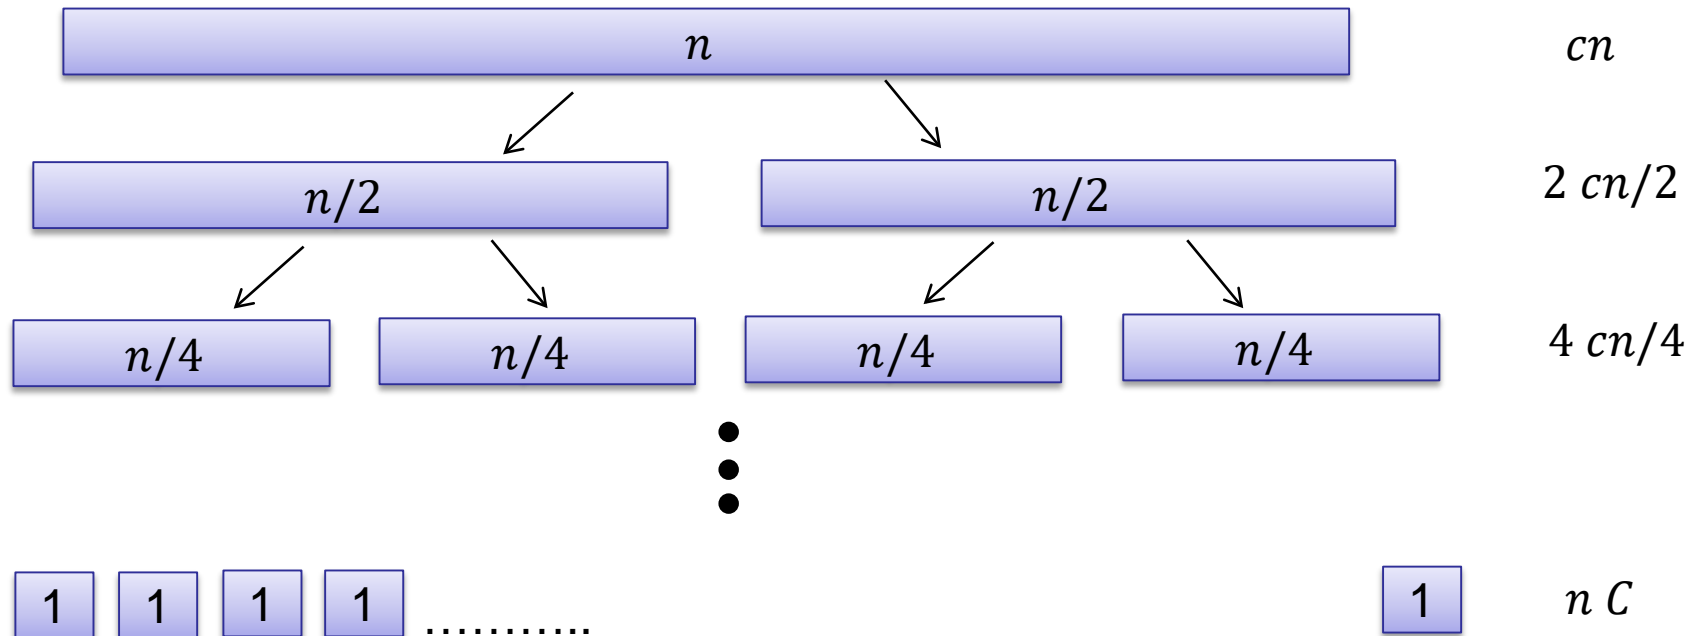 n cn
n/2 n/2 2 cn/2
n/4 n/4 n/4 n/4 4 cn/4
1 1 1 1 ........... 1 n C